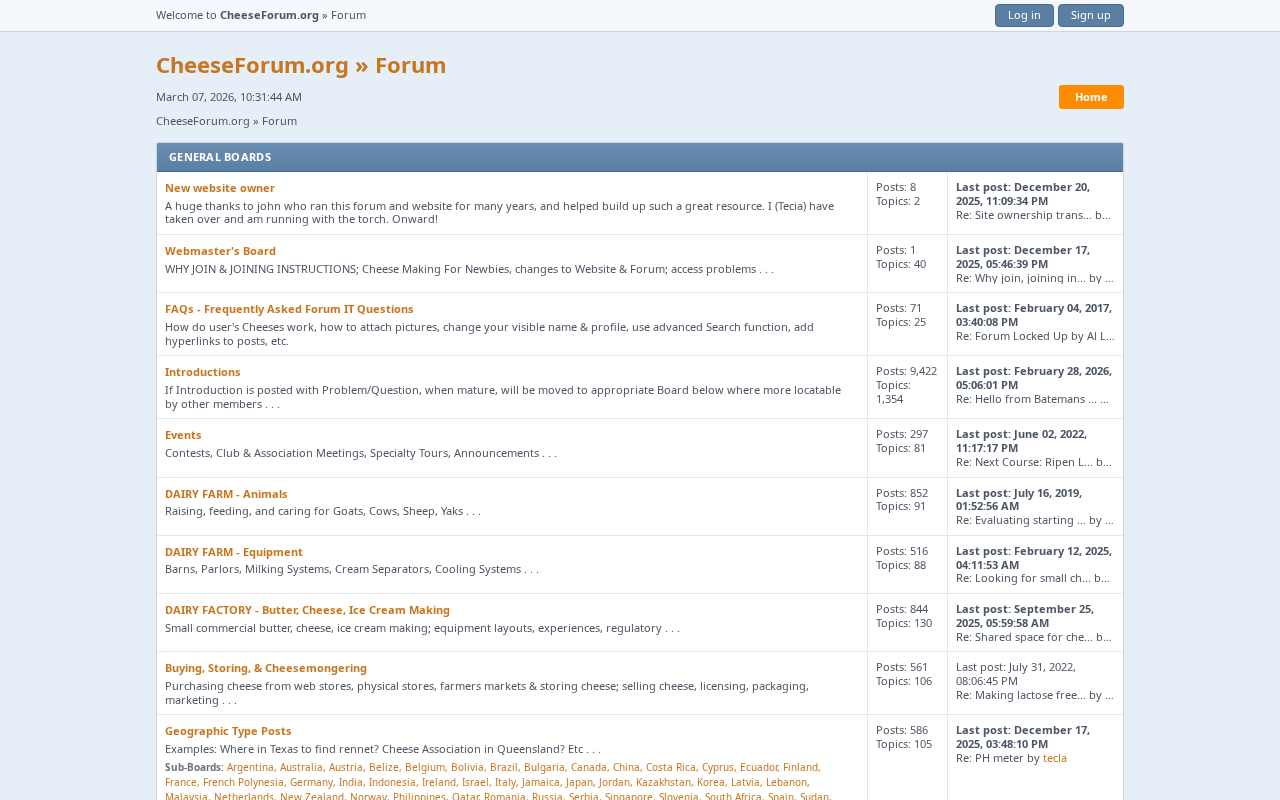 Welcome to CheeseForum.org » Forum
Log in
Sign up
CheeseForum.org » Forum
March 07, 2026, 10:31:44 AM
Home
CheeseForum.org » Forum
GENERAL BOARDS
New website owner
A huge thanks to john who ran this forum and website for many years, and helped build up such a great resource. I (Tecia) have
taken over and am running with the torch. Onward!
Posts: 8
Topics: 2
Last post: December 20,
2025, 11:09:34 PM
Re: Site ownership trans... b...
Webmaster's Board
WHY JOIN & JOINING INSTRUCTIONS; Cheese Making For Newbies, changes to Website & Forum; access problems . . .
Posts: 1
Topics: 40
Last post: December 17,
2025, 05:46:39 PM
Re: Why join, joining in... by ...
FAQs - Frequently Asked Forum IT Questions
How do user's Cheeses work, how to attach pictures, change your visible name & profile, use advanced Search function, add
hyperlinks to posts, etc.
Posts: 71
Topics: 25
Last post: February 04, 2017,
03:40:08 PM
Re: Forum Locked Up by Al L...
Introductions
If Introduction is posted with Problem/Question, when mature, will be moved to appropriate Board below where more locatable
by other members . . .
Posts: 9,422
Topics:
1,354
Last post: February 28, 2026,
05:06:01 PM
Re: Hello from Batemans ... ...
Events
Contests, Club & Association Meetings, Specialty Tours, Announcements . . .
Posts: 297
Topics: 81
Last post: June 02, 2022,
11:17:17 PM
Re: Next Course: Ripen L... b...
DAIRY FARM - Animals
Raising, feeding, and caring for Goats, Cows, Sheep, Yaks . . .
Posts: 852
Topics: 91
Last post: July 16, 2019,
01:52:56 AM
Re: Evaluating starting ... by ...
DAIRY FARM - Equipment
Barns, Parlors, Milking Systems, Cream Separators, Cooling Systems . . .
Posts: 516
Topics: 88
Last post: February 12, 2025,
04:11:53 AM
Re: Looking for small ch... b...
DAIRY FACTORY - Butter, Cheese, Ice Cream Making
Small commercial butter, cheese, ice cream making; equipment layouts, experiences, regulatory . . .
Posts: 844
Topics: 130
Last post: September 25,
2025, 05:59:58 AM
Re: Shared space for che... b...
Buying, Storing, & Cheesemongering
Purchasing cheese from web stores, physical stores, farmers markets & storing cheese; selling cheese, licensing, packaging,
marketing . . .
Posts: 561
Topics: 106
Last post: July 31, 2022,
08:06:45 PM
Re: Making lactose free... by ...
Geographic Type Posts
Examples: Where in Texas to find rennet? Cheese Association in Queensland? Etc . . .
Sub-Boards: Argentina, Australia, Austria, Belize, Belgium, Bolivia, Brazil, Bulgaria, Canada, China, Costa Rica, Cyprus, Ecuador, Finland,
France, French Polynesia, Germany, India, Indonesia, Ireland, Israel, Italy, Jamaica, Japan, Jordan, Kazakhstan, Korea, Latvia, Lebanon,
Malaysia, Netherlands, New Zealand, Norway, Philippines, Qatar, Romania, Russia, Serbia, Singapore, Slovenia, South Africa, Spain, Sudan,
Posts: 586
Topics: 105
Last post: December 17,
2025, 03:48:10 PM
Re: PH meter by tecla